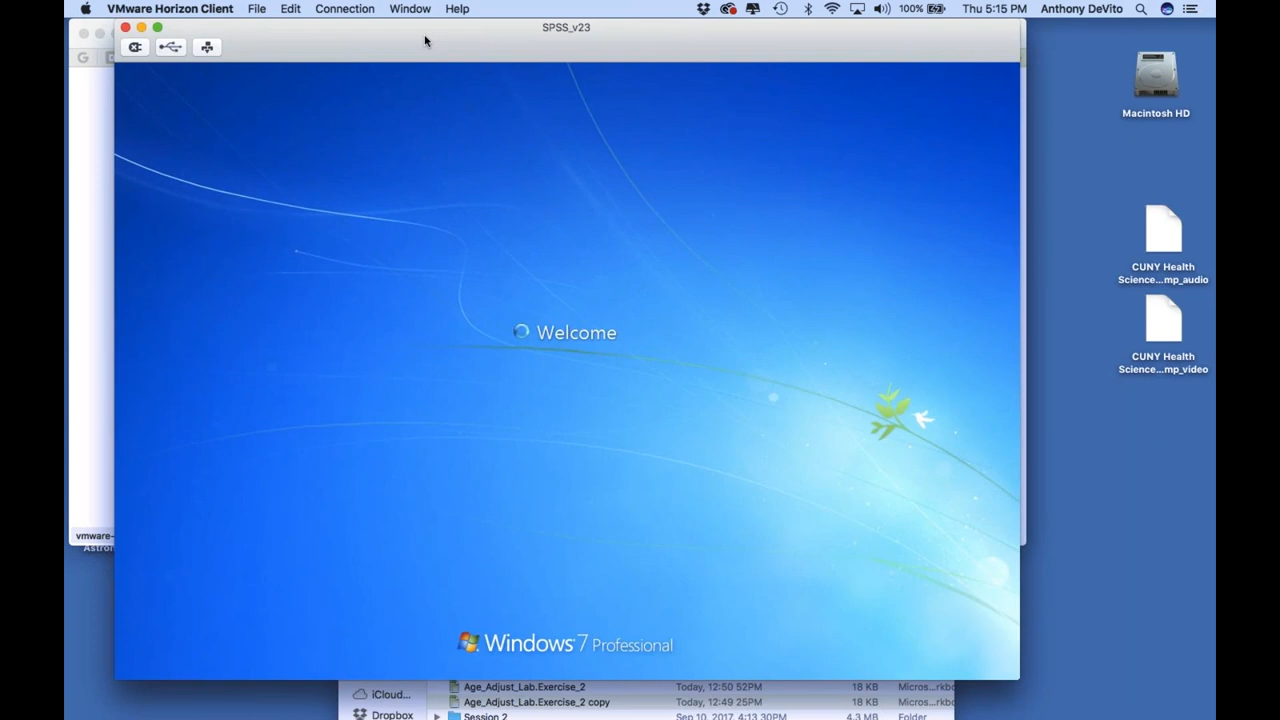 VMware Horizon Client File Edit Connection Window Help 100% Thu 5:15 PM Anthony DeVito
SPSS_v23
G
Macintosh HD
CUNY Health
Science...mp_audio
CUNY Health
Science...mp_video
Welcome
vmware-
Astron
Windows 7 Professional
iCloud...
Dropbox
Age_Adjust_Lab.Exercise_2 Today, 12:50 52PM 18 KB Micros...rkbo
Age_Adjust_Lab.Exercise_2 copy Today, 12:49 25PM 18 KB Micros...rkbo
Session 2 Sep 10, 2017, 4:13 30PM 4.3 MB Folder